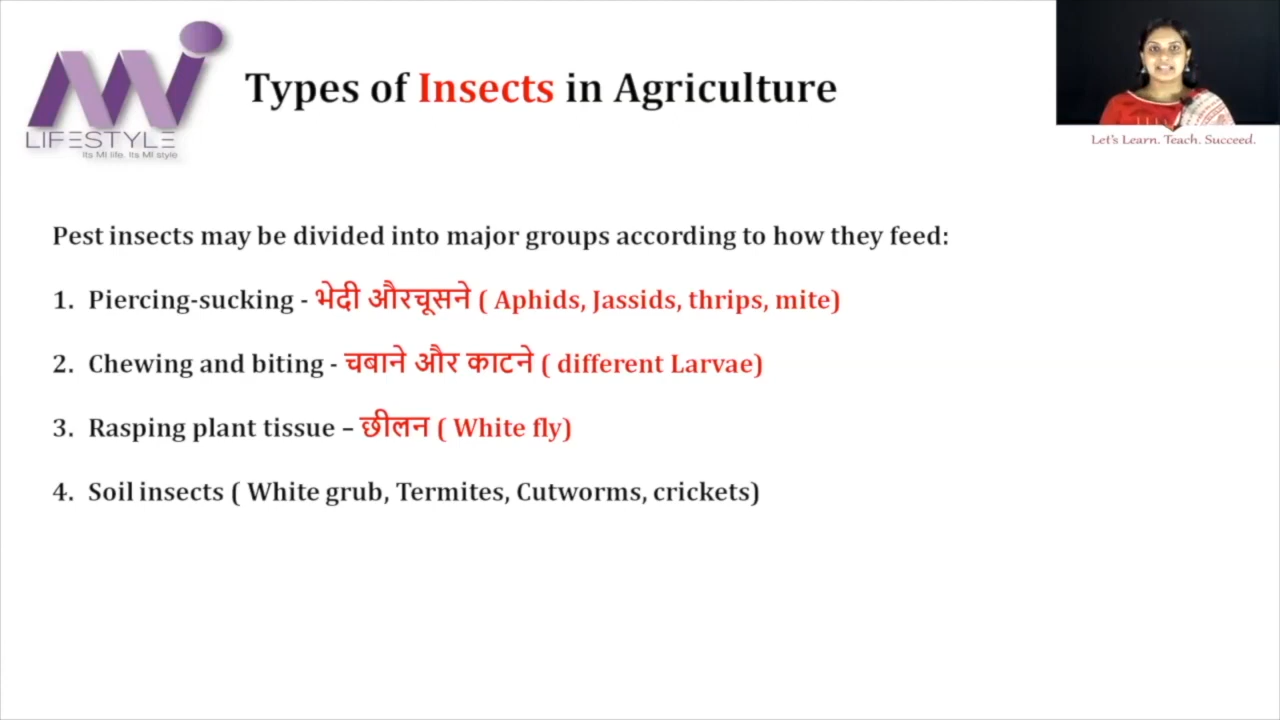 LIFESTYLE
Its MI life. Its MI style
Types of Insects in Agriculture
Let's Learn. Teach. Succeed.
Pest insects may be divided into major groups according to how they feed:
1. Piercing-sucking - भेदी औरचूसने ( Aphids, Jassids, thrips, mite)
2. Chewing and biting - चबाने और काटने ( different Larvae)
3. Rasping plant tissue – छीलन ( White fly)
4. Soil insects ( White grub, Termites, Cutworms, crickets)